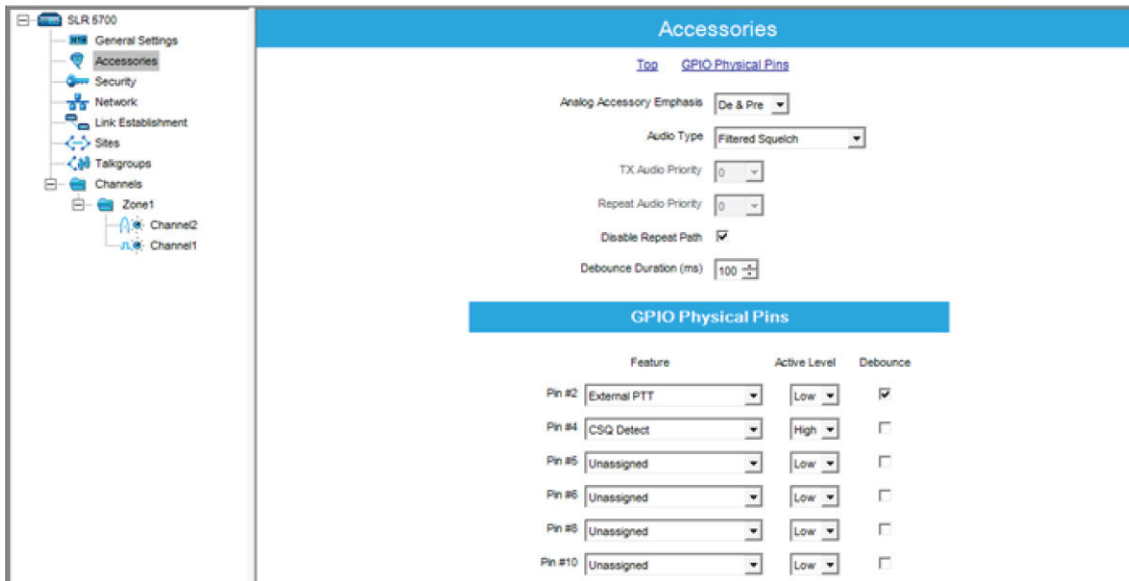 SLR 5700
General Settings
Accessories
Security
Network
Link Establishment
Sites
Talkgroups
Channels
Zone1
Channel2
Channel1
Accessories
Top GPIO Physical Pins
Analog Accessory Emphasis De & Pre
Audio Type Filtered Squelch
TX Audio Priority 0
Repeat Audio Priority 0
Disable Repeat Path
Debounce Duration (ms) 100
GPIO Physical Pins
Feature Active Level Debounce
Pin #2 External PTT Low
Pin #4 CSQ Detect High
Pin #5 Unassigned Low
Pin #6 Unassigned Low
Pin #8 Unassigned Low
Pin #10 Unassigned Low